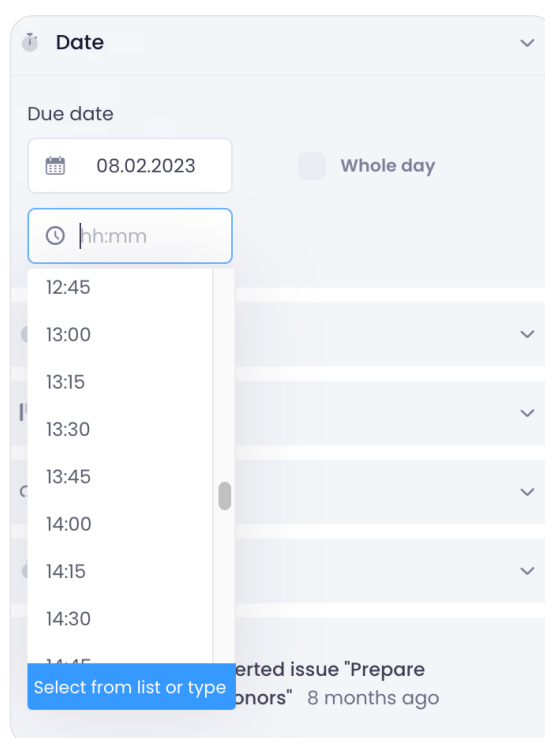 Date
Due date
08.02.2023
Whole day
hh:mm
12:45
13:00
13:15
13:30
13:45
14:00
14:15
14:30
14:45
Select from list or type
erted issue "Prepare
onors" 8 months ago